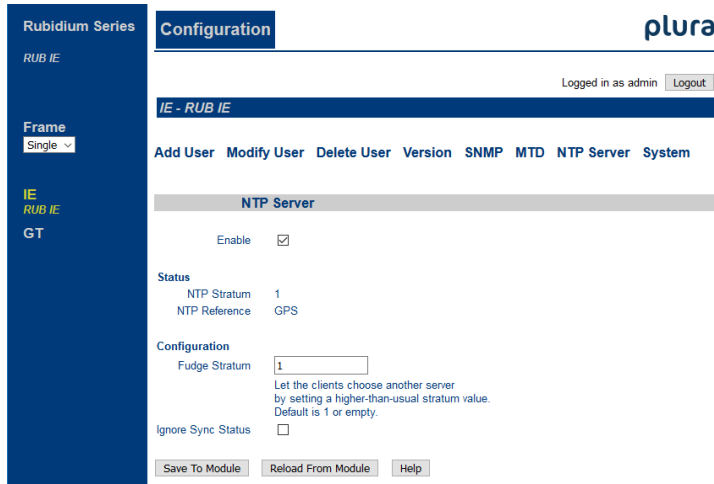 Rubidium Series
RUB IE
Frame
Single
IE
RUB IE
GT
Configuration
plura
Logged in as admin Logout
IE - RUB IE
Add User Modify User Delete User Version SNMP MTD NTP Server System
NTP Server
Enable
Status
NTP Stratum 1
NTP Reference GPS
Configuration
Fudge Stratum 1
Let the clients choose another server
by setting a higher-than-usual stratum value.
Default is 1 or empty.
Ignore Sync Status
Save To Module Reload From Module Help